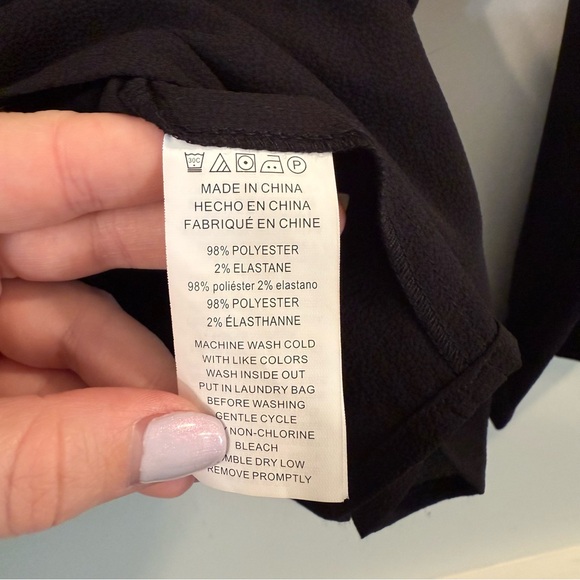 30C P
MADE IN CHINA
HECHO EN CHINA
FABRIQUÉ EN CHINE
98% POLYESTER
2% ELASTANE
98% poliéster 2% elastano
98% POLYESTER
2% ÉLASTHANNE
MACHINE WASH COLD
WITH LIKE COLORS
WASH INSIDE OUT
PUT IN LAUNDRY BAG
BEFORE WASHING
GENTLE CYCLE
NON-CHLORINE
BLEACH
DRY LOW
REMOVE PROMPTLY